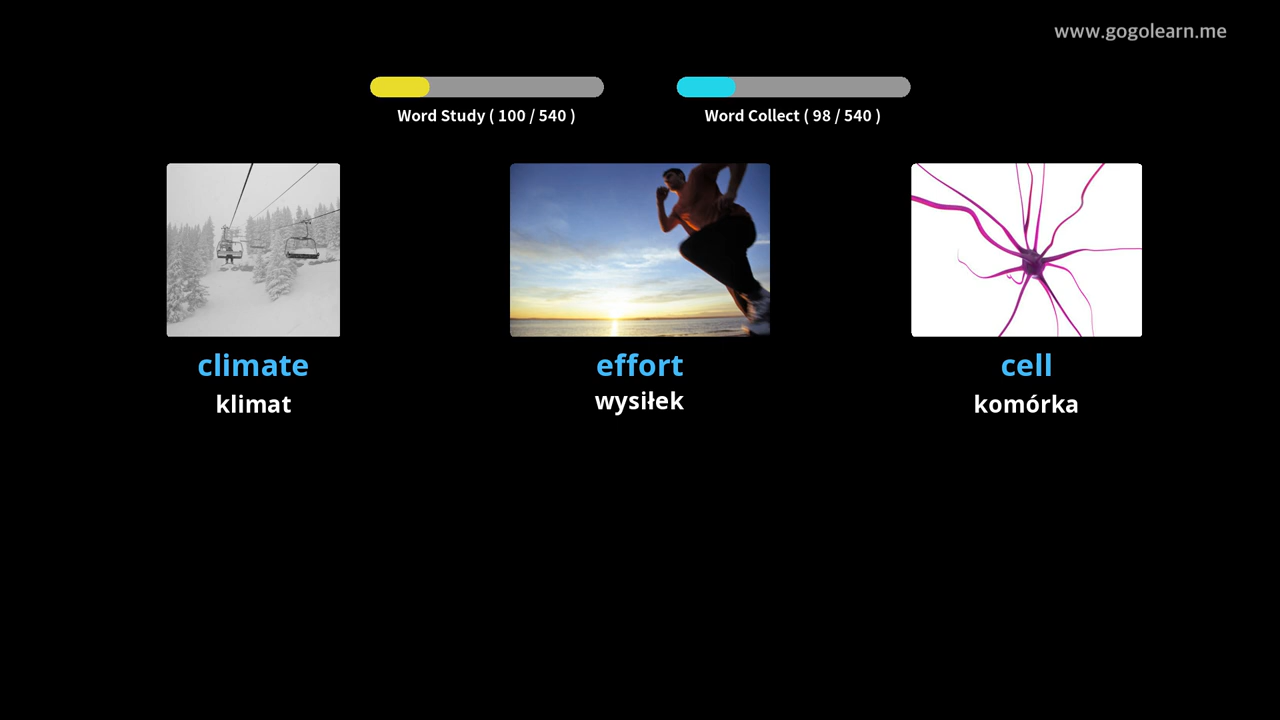 www.gogolearn.me
Word Study ( 100 / 540 )
Word Collect ( 98 / 540 )
climate
effort
cell
klimat
wysiłek
komórka